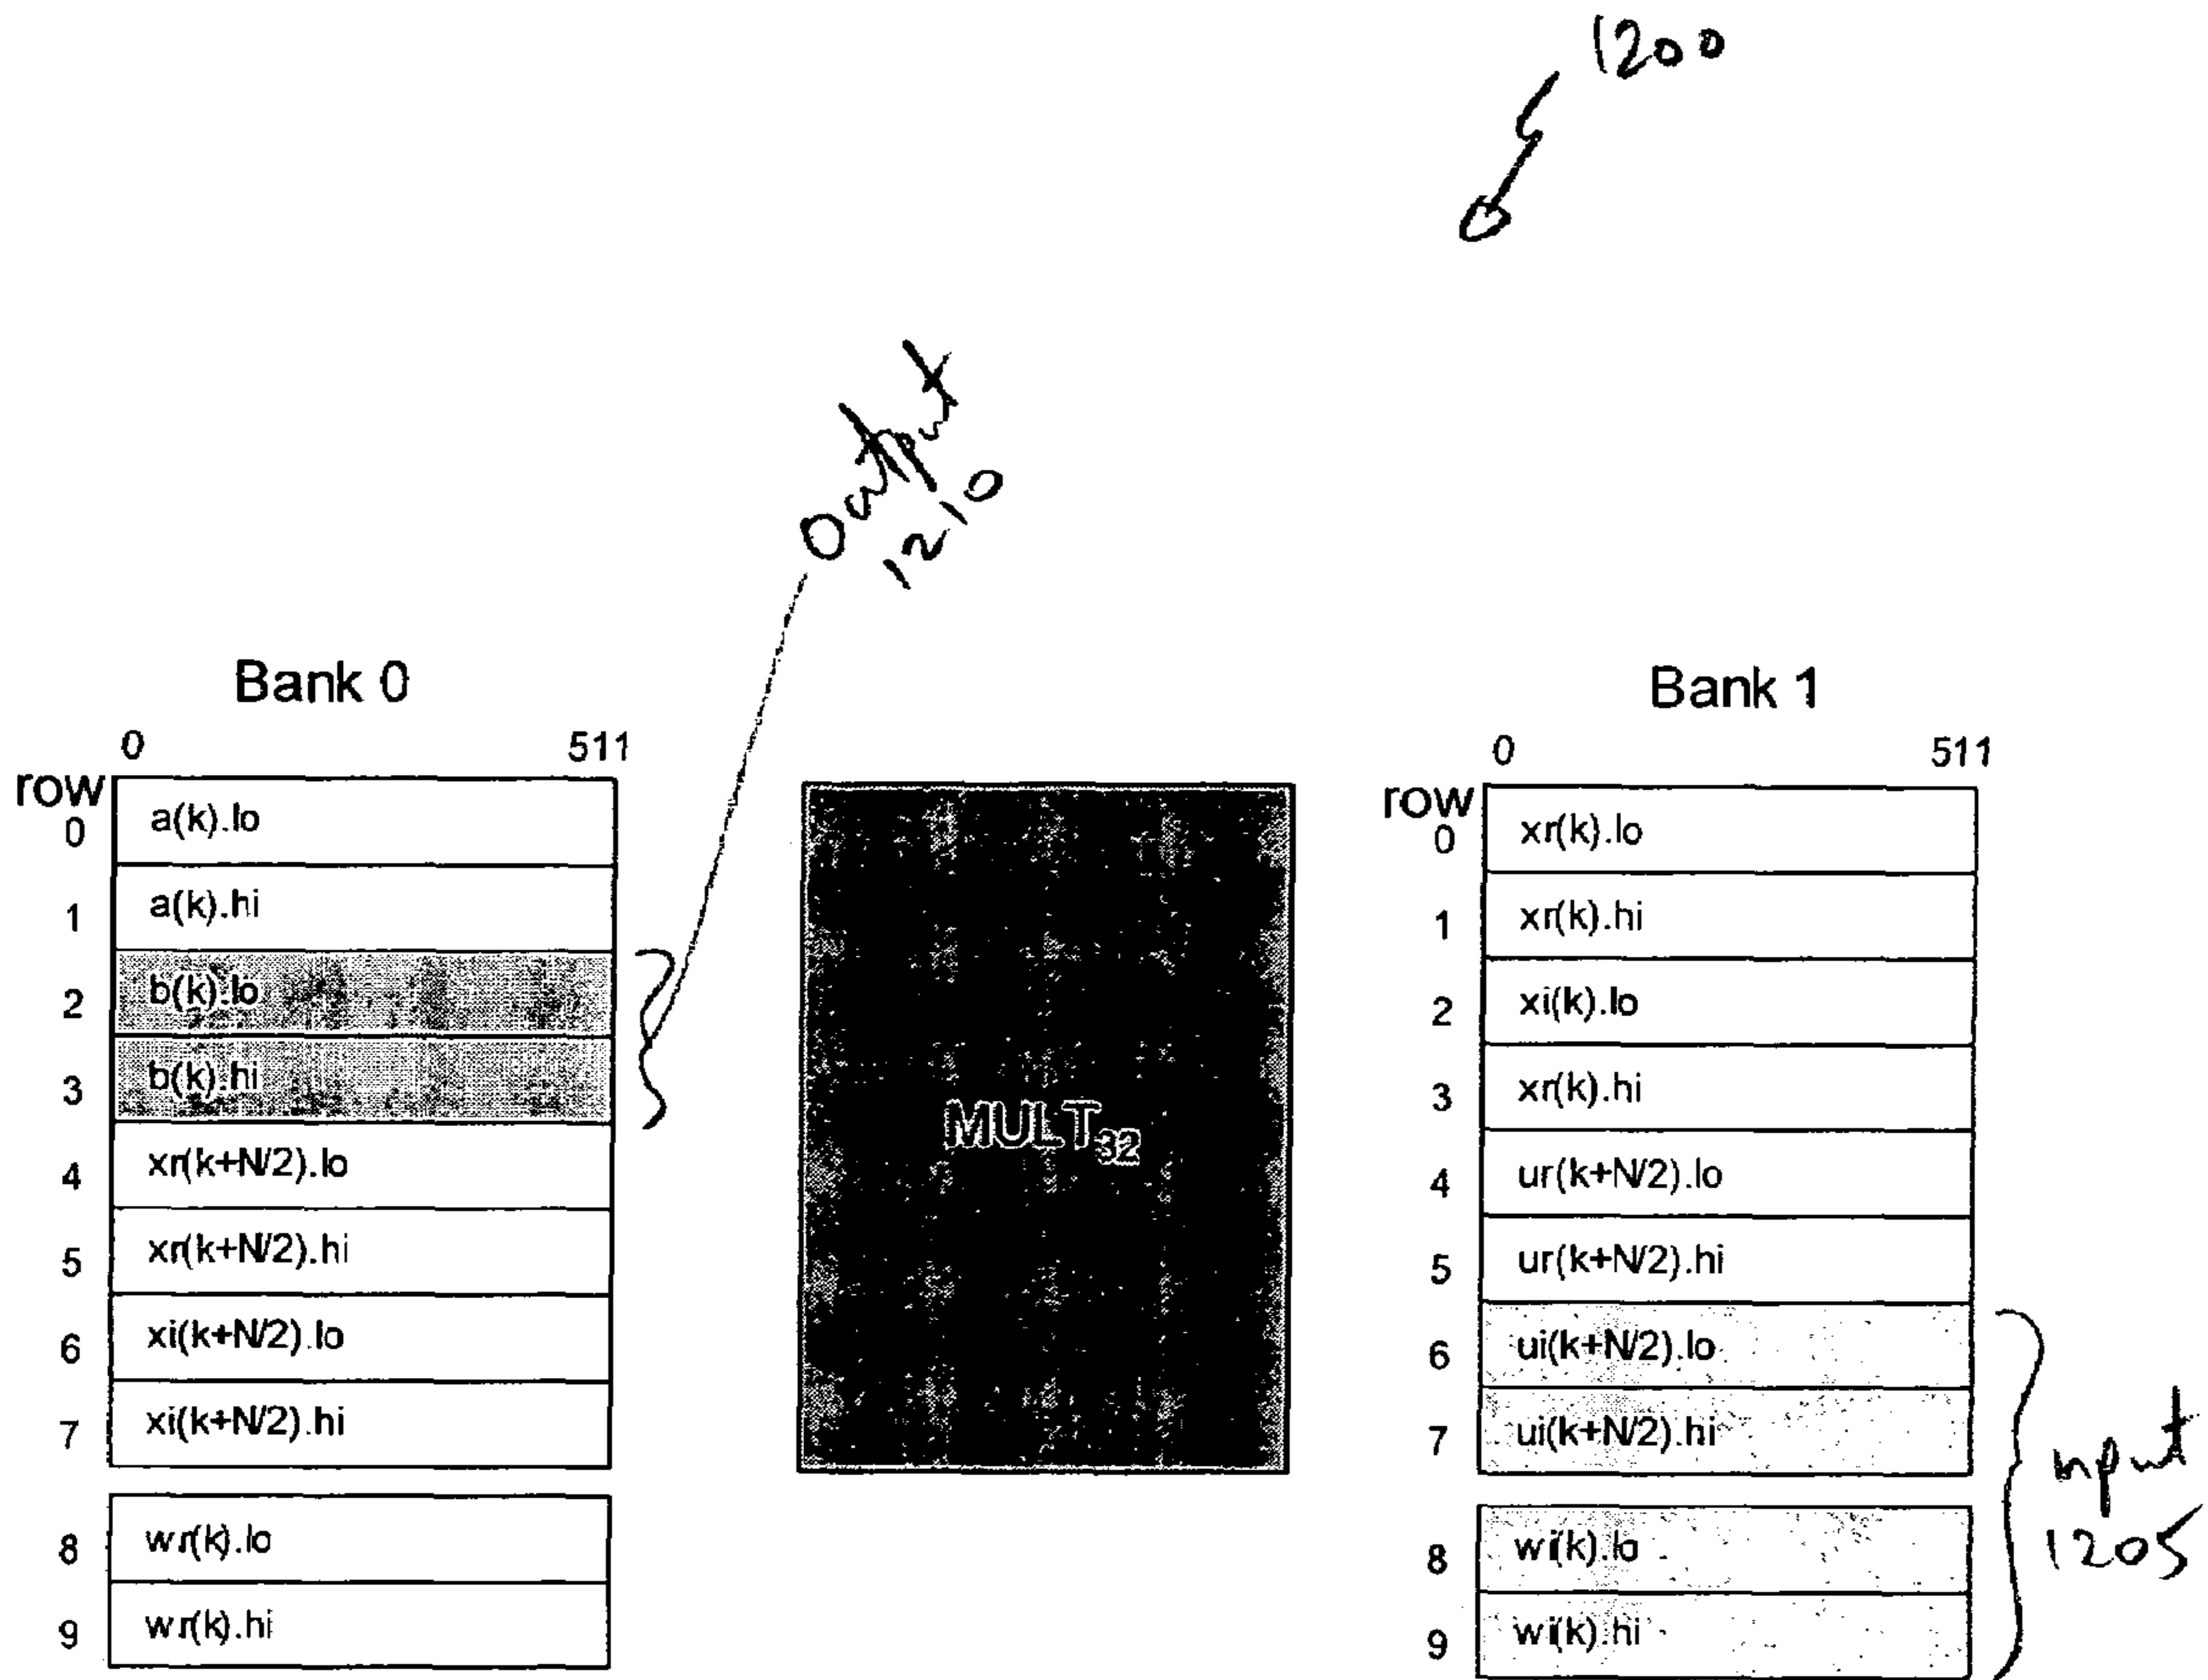 1200
Output
1210
Bank 0
0 511
row
0 a(k).lo
1 a(k).hi
2 b(k).lo
3 b(k).hi
4 xr(k+N/2).lo
5 xr(k+N/2).hi
6 xi(k+N/2).lo
7 xi(k+N/2).hi
8 wr(k).lo
9 wr(k).hi
MULT32
Bank 1
0 511
row
0 xr(k).lo
1 xr(k).hi
2 xi(k).lo
3 xr(k).hi
4 ur(k+N/2).lo
5 ur(k+N/2).hi
6 ui(k+N/2).lo
7 ui(k+N/2).hi
8 wi(k).lo
9 wi(k).hi
input
1205